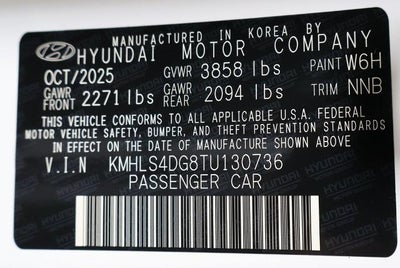 MANUFACTURED IN KOREA BY
HYUNDAI MOTOR COMPANY
OCT/2025 GVWR 3858 lbs PAINT W6H
GAWR FRONT 2271 lbs GAWR REAR 2094 lbs TRIM NNB
THIS VEHICLE CONFORMS TO ALL APPLICABLE U.S.A. FEDERAL
MOTOR VEHICLE SAFETY, BUMPER, AND THEFT PREVENTION STANDARDS
IN EFFECT ON THE DATE OF MANUFACTURE SHOWN ABOVE
V.I.N KMHLS4DG8TU130736
PASSENGER CAR